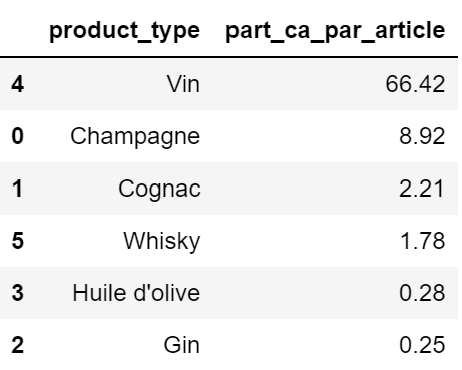 product_type part_ca_par_article
4 Vin 66.42
0 Champagne 8.92
1 Cognac 2.21
5 Whisky 1.78
3 Huile d'olive 0.28
2 Gin 0.25